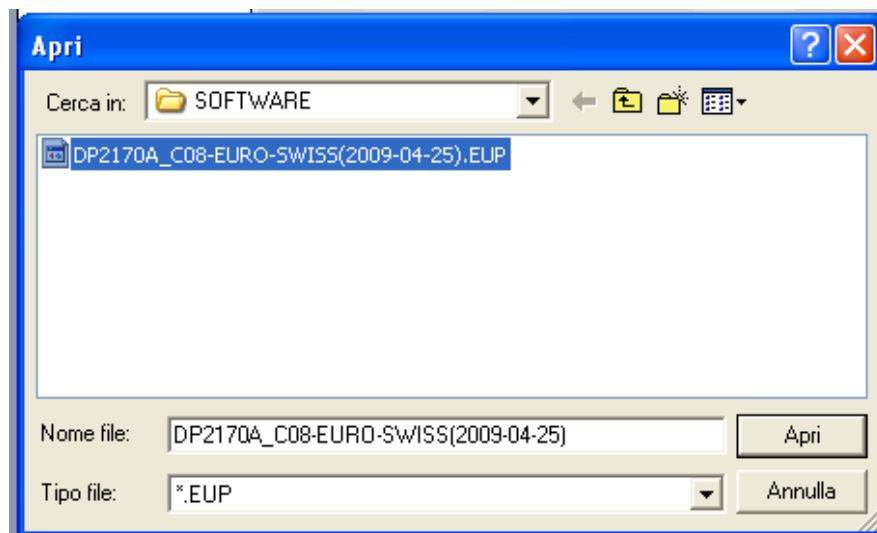 Apri
Cerca in: SOFTWARE
DP2170A_C08-EURO-SWISS(2009-04-25).EUP
Nome file: DP2170A_C08-EURO-SWISS(2009-04-25) Apri
Tipo file: *.EUP Annulla